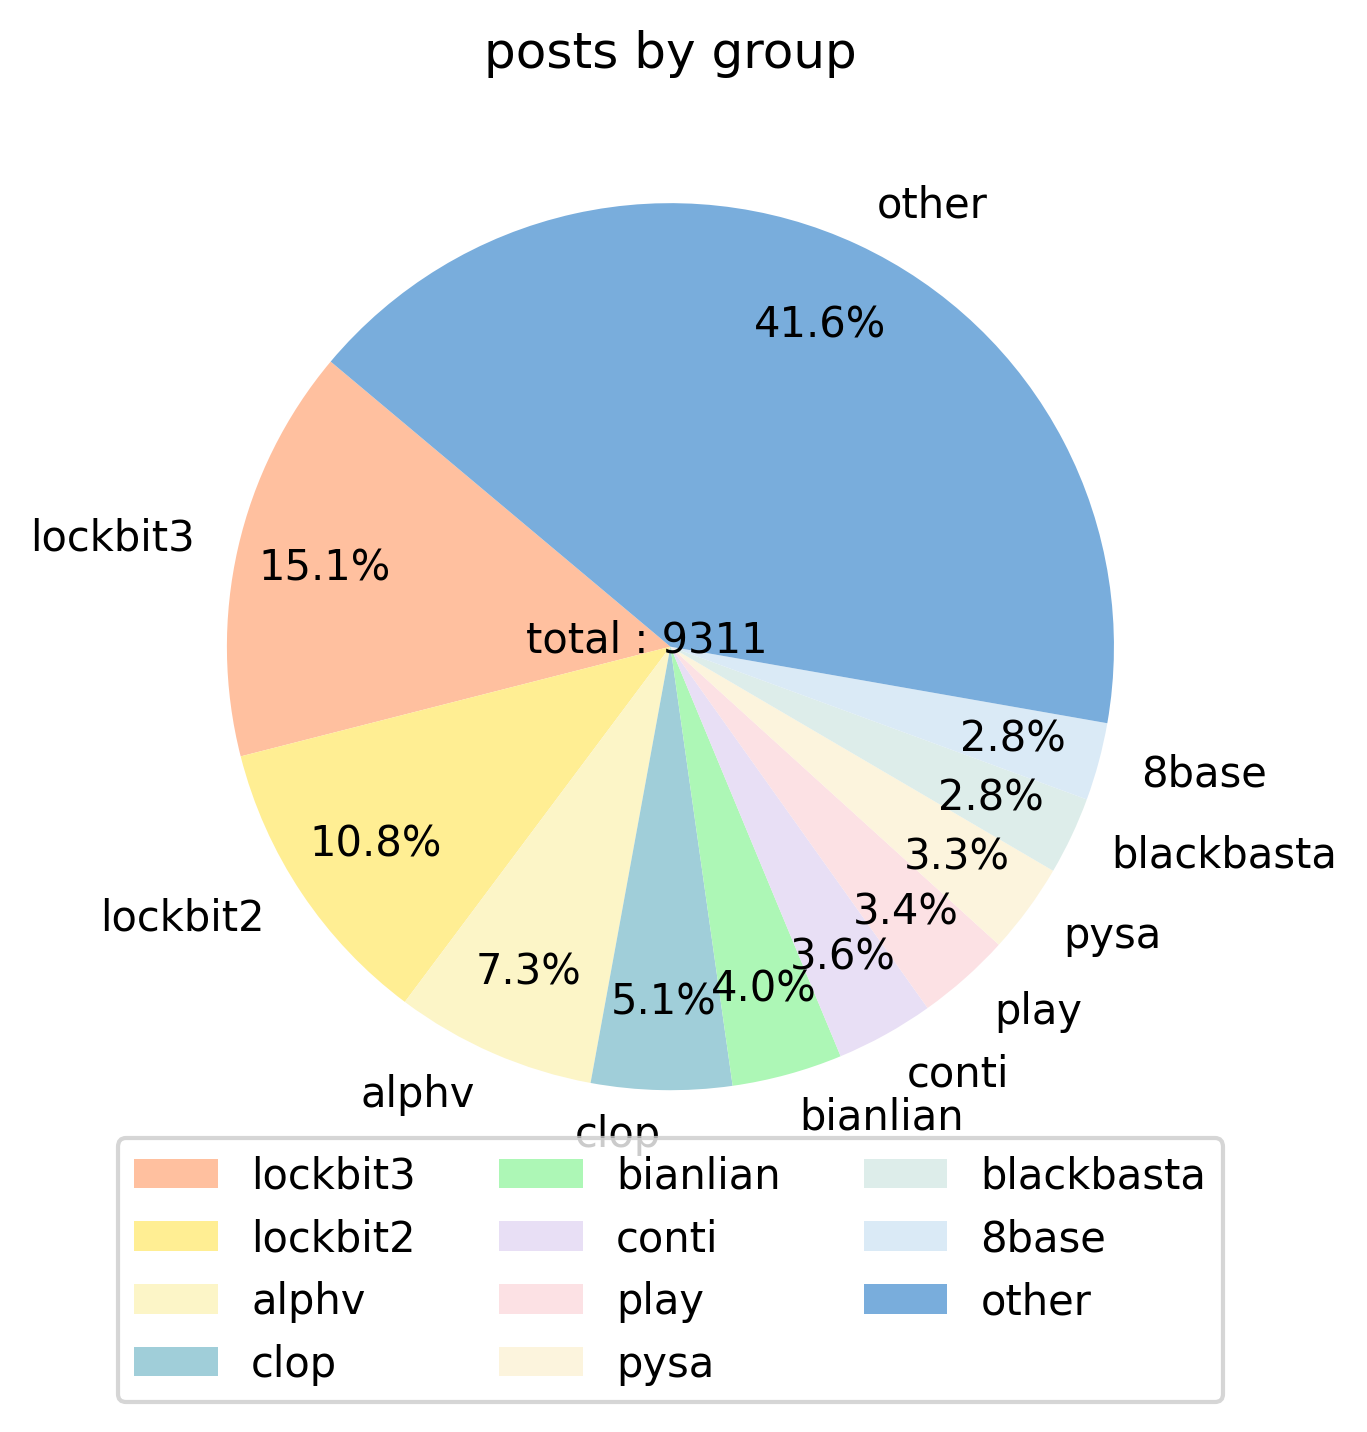 posts by group
other
41.6%
lockbit3
15.1%
total : 9311
2.8%
8base
2.8%
10.8%
3.3%
blackbasta
lockbit2
3.4%
pysa
3.6%
7.3%
4.0%
5.1%
play
conti
alphv
bianlian
clop
lockbit3
bianlian
blackbasta
lockbit2
conti
8base
alphv
play
other
clop
pysa